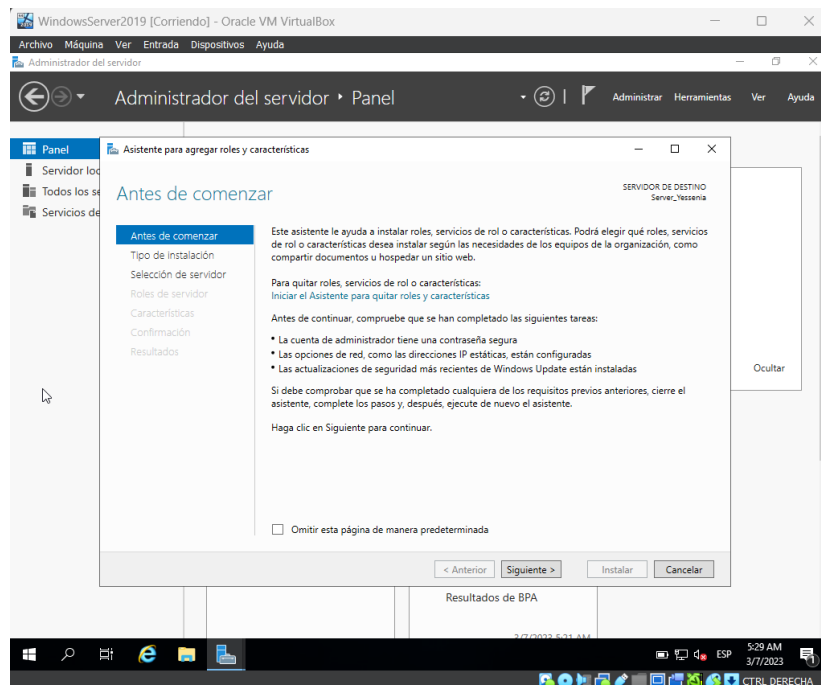 WindowsServer2019 [Corriendo] - Oracle VM VirtualBox
Archivo Máquina Ver Entrada Dispositivos Ayuda
Administrador del servidor
Administrador del servidor ‣ Panel
Administrar Herramientas Ver Ayuda
Panel
Servidor loc
Todos los se
Servicios de
Asistente para agregar roles y características
Antes de comenzar
SERVIDOR DE DESTINO
Server_Yessenia
Antes de comenzar
Tipo de instalación
Selección de servidor
Roles de servidor
Características
Confirmación
Resultados
Este asistente le ayuda a instalar roles, servicios de rol o características. Podrá elegir qué roles, servicios
de rol o características desea instalar según las necesidades de los equipos de la organización, como
compartir documentos u hospedar un sitio web.
Para quitar roles, servicios de rol o características:
Iniciar el Asistente para quitar roles y características
Antes de continuar, compruebe que se han completado las siguientes tareas:
• La cuenta de administrador tiene una contraseña segura
• Las opciones de red, como las direcciones IP estáticas, están configuradas
• Las actualizaciones de seguridad más recientes de Windows Update están instaladas
Si debe comprobar que se ha completado cualquiera de los requisitos previos anteriores, cierre el
asistente, complete los pasos y, después, ejecute de nuevo el asistente.
Haga clic en Siguiente para continuar.
Omitir esta página de manera predeterminada
< Anterior Siguiente > Instalar Cancelar
Ocultar
Resultados de BPA
3/7/2023 5:21 AM
ESP
5:29 AM
3/7/2023
1
CTRL DERECHA